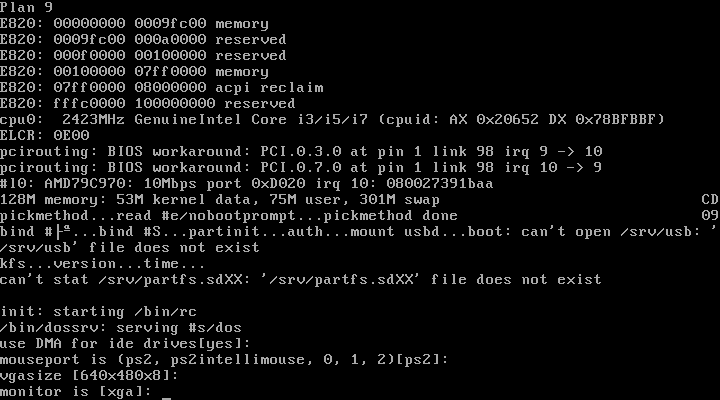 Plan 9
E820: 00000000 0009fc00 memory
E820: 0009fc00 000a0000 reserved
E820: 000f0000 00100000 reserved
E820: 00100000 07ff0000 memory
E820: 07ff0000 08000000 acpi reclaim
E820: fffc0000 100000000 reserved
cpu0:  2423MHz GenuineIntel Core i3/i5/i7 (cpuid: AX 0x20652 DX 0x78BFBBF)
ELCR: 0E00
pcirouting: BIOS workaround: PCI.0.3.0 at pin 1 link 98 irq 9 -> 10
pcirouting: BIOS workaround: PCI.0.7.0 at pin 1 link 98 irq 10 -> 9
#l0: AMD79C970: 10Mbps port 0xD020 irq 10: 080027391baa
128M memory: 53M kernel data, 75M user, 301M swap CD
pickmethod...read #e/nobootprompt...pickmethod done 09
bind #├ª...bind #S...partinit...auth...mount usbd...boot: can't open /srv/usb: '
/srv/usb' file does not exist
kfs...version...time...
can't stat /srv/partfs.sdXX: '/srv/partfs.sdXX' file does not exist
init: starting /bin/rc
/bin/dossrv: serving #s/dos
use DMA for ide drives[yes]:
mouseport is (ps2, ps2intellimouse, 0, 1, 2)[ps2]:
vgasize [640x480x8]:
monitor is [xga]: _